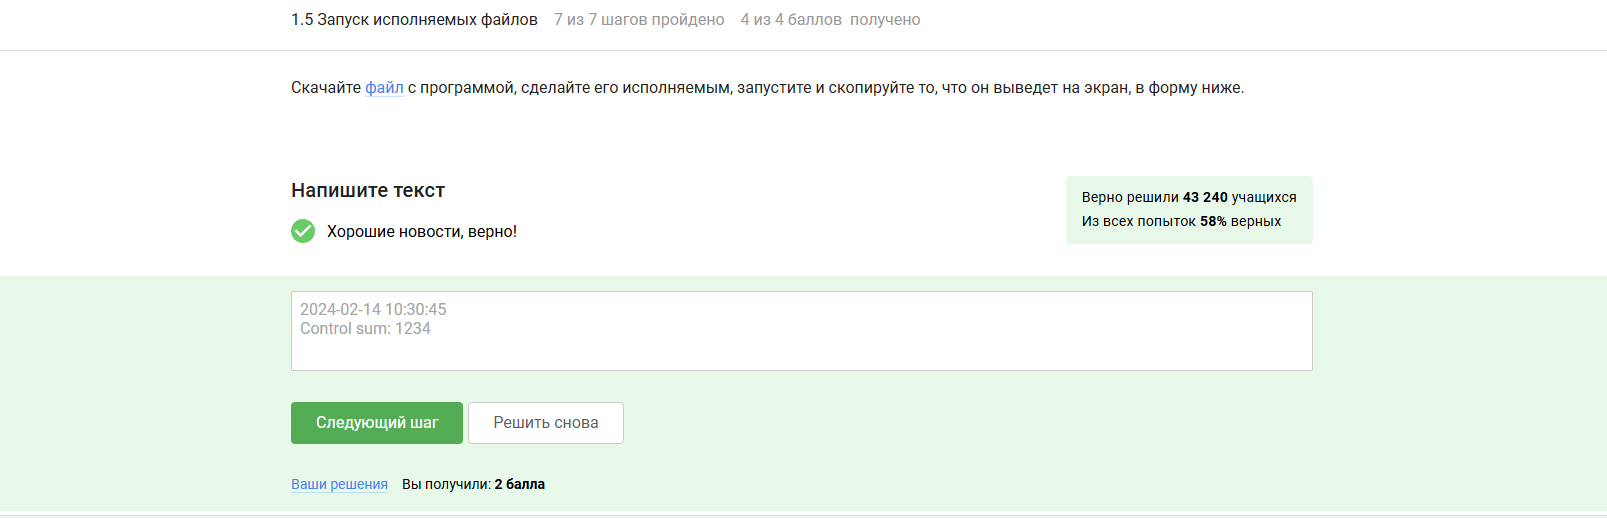 1.5 Запуск исполняемых файлов 7 из 7 шагов пройдено 4 из 4 баллов получено
Скачайте файл с программой, сделайте его исполняемым, запустите и скопируйте то, что он выведет на экран, в форму ниже.
Напишите текст
Хорошие новости, верно!
Верно решили 43 240 учащихся
Из всех попыток 58% верных
2024-02-14 10:30:45
Control sum: 1234
Следующий шаг Решить снова
Ваши решения Вы получили: 2 балла